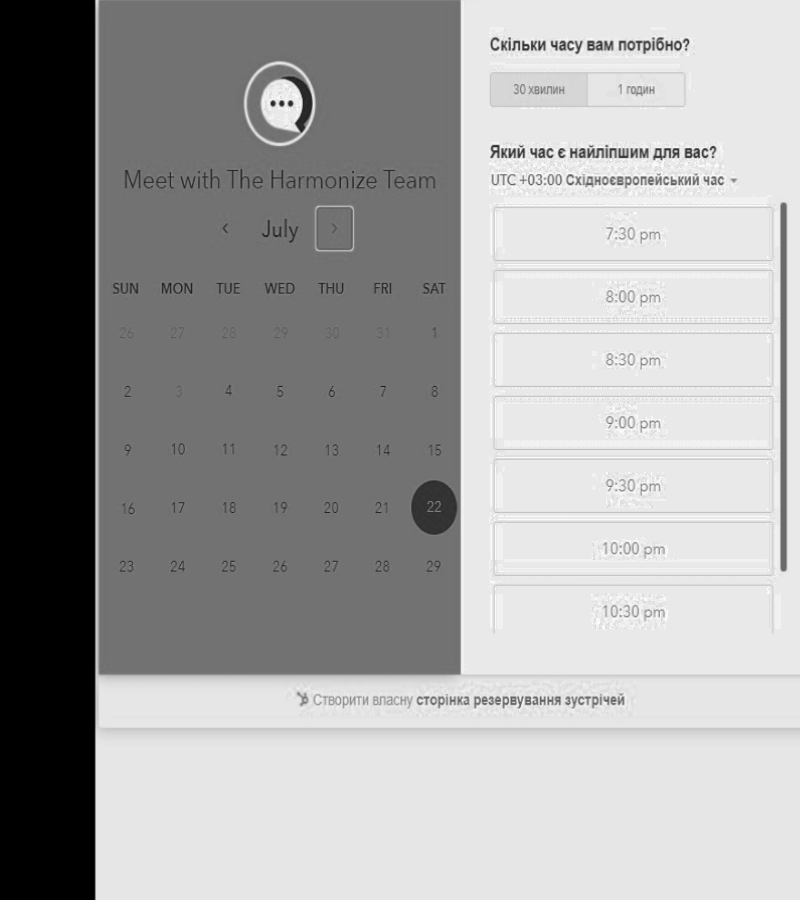 Meet with The Harmonize Team
July
SUN MON TUE WED THU FRI SAT
26 27 28 29 30 31 1
2 3 4 5 6 7 8
9 10 11 12 13 14 15
16 17 18 19 20 21 22
23 24 25 26 27 28 29
Скільки часу вам потрібно?
30 хвилин 1 годин
Який час є найліпшим для вас?
UTC +03:00 Східноєвропейський час
7:30 pm
8:00 pm
8:30 pm
9:00 pm
9:30 pm
10:00 pm
10:30 pm
Створити власну сторінка резервування зустрічей